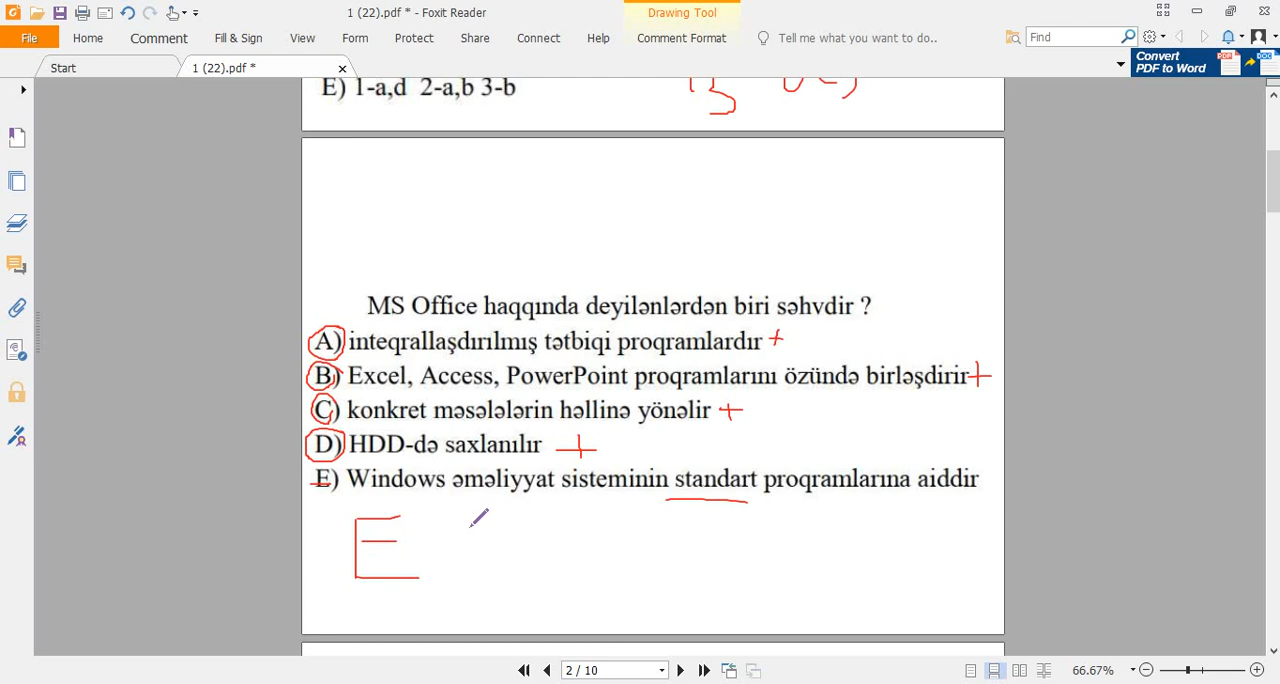 1 (22).pdf * - Foxit Reader
Drawing Tool
File Home Comment Fill & Sign View Form Protect Share Connect Help Comment Format Tell me what you want to do.. Find
Start
1 (22).pdf *
Convert
PDF to Word
E) 1-a,d 2-a,b 3-b
MS Office haqqında deyilənlərdən biri səhvdir ?
A) inteqrallaşdırılmış tətbiqi proqramlardır +
B) Excel, Access, PowerPoint proqramlarını özündə birləşdirir +
C) konkret məsələlərin həllinə yönəlir +
D) HDD-də saxlanılır +
E) Windows əməliyyat sisteminin standart proqramlarına aiddir
E
2 / 10
66.67%